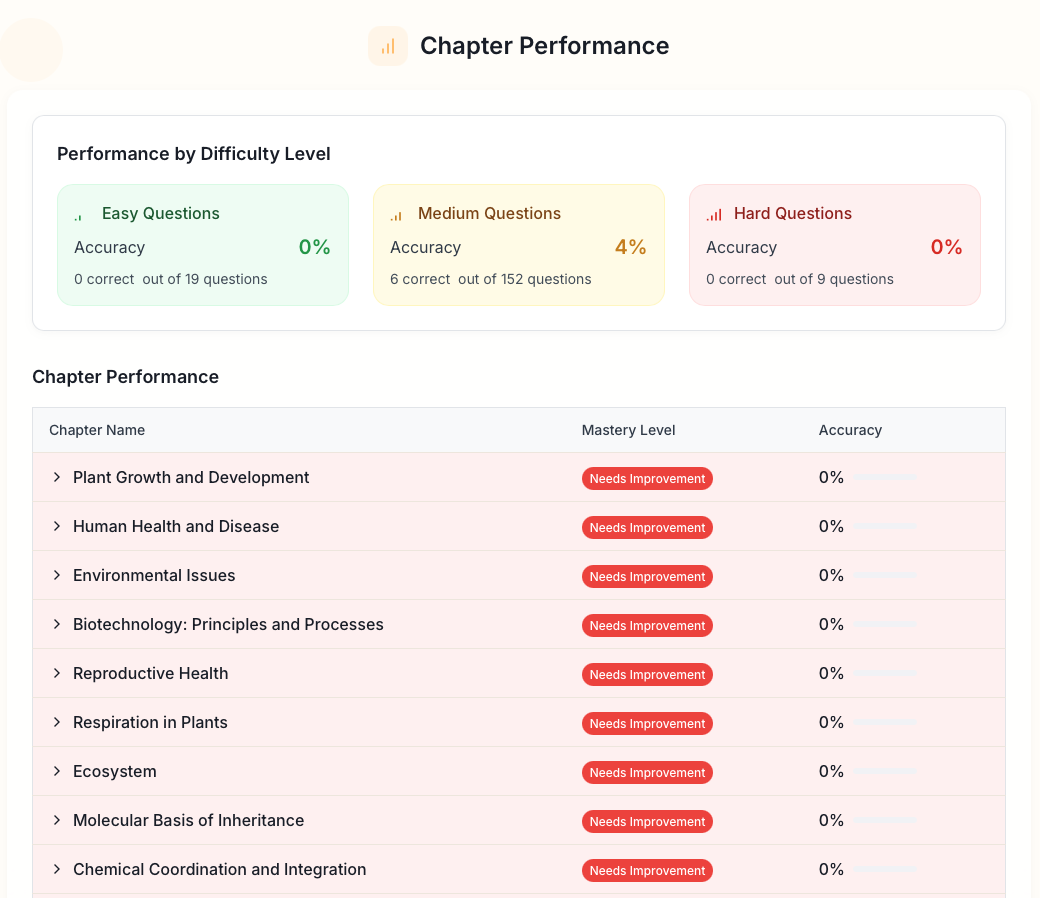 Chapter Performance
Performance by Difficulty Level
Easy Questions
Accuracy 0%
0 correct out of 19 questions
Medium Questions
Accuracy 4%
6 correct out of 152 questions
Hard Questions
Accuracy 0%
0 correct out of 9 questions
Chapter Performance
Chapter Name Mastery Level Accuracy
Plant Growth and Development Needs Improvement 0%
Human Health and Disease Needs Improvement 0%
Environmental Issues Needs Improvement 0%
Biotechnology: Principles and Processes Needs Improvement 0%
Reproductive Health Needs Improvement 0%
Respiration in Plants Needs Improvement 0%
Ecosystem Needs Improvement 0%
Molecular Basis of Inheritance Needs Improvement 0%
Chemical Coordination and Integration Needs Improvement 0%